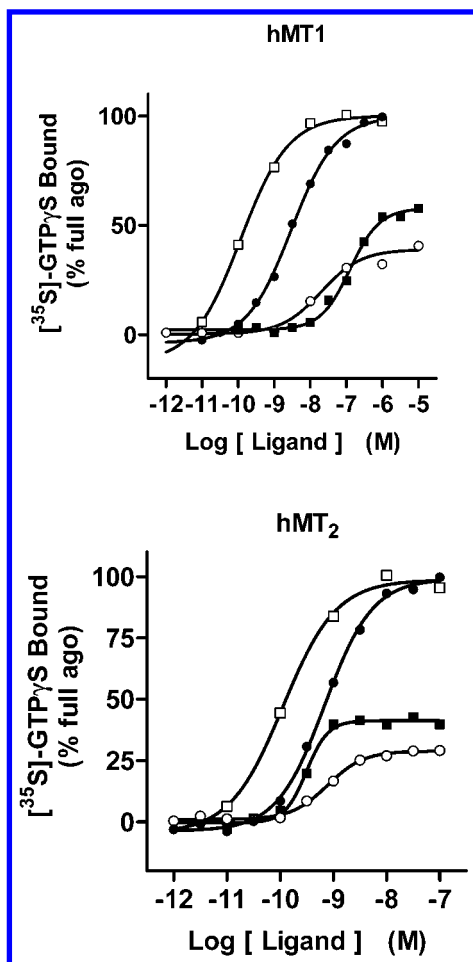 hMT1
[³⁵S]-GTPγS Bound
(% full ago)
100
50
0
-12 -11 -10 -9 -8 -7 -6 -5
Log [ Ligand ] (M)
hMT₂
[³⁵S]-GTPγS Bound
(% full ago)
100
75
50
25
0
-12 -11 -10 -9 -8 -7
Log [ Ligand ] (M)